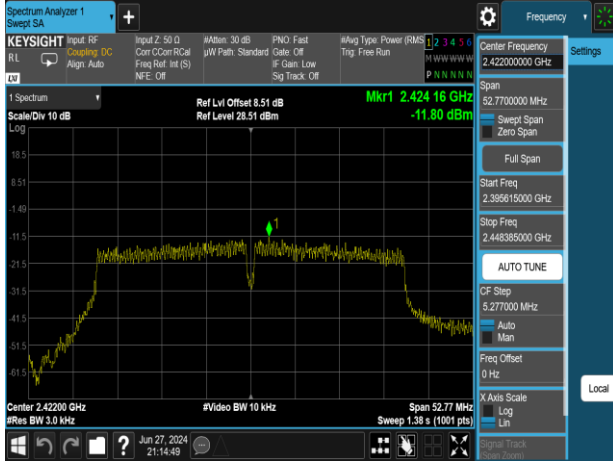 Spectrum Analyzer 1
Swept SA
Frequency
KEYSIGHT
RL
Input: RF
Coupling: DC
Align: Auto
Input Z: 50 Ω
Corr CCorr RCal
Freq Ref: Int (S)
NFE: Off
#Atten: 30 dB
µW Path: Standard
PNO: Fast
Gate: Off
IF Gain: Low
Sig Track: Off
#Avg Type: Power (RMS
Trig: Free Run
1 2 3 4 5 6
M W W W W W
P N N N N N
LXI
1 Spectrum
Scale/Div 10 dB
Log
Ref Lvl Offset 8.51 dB
Ref Level 28.51 dBm
Mkr1 2.424 16 GHz
-11.80 dBm
18.5
8.51
-1.49
-11.5
-21.5
-31.5
-41.5
-51.5
-61.5
1
Center 2.42200 GHz
#Res BW 3.0 kHz
#Video BW 10 kHz
Span 52.77 MHz
Sweep 1.38 s (1001 pts)
Center Frequency
2.422000000 GHz
Settings
Span
52.7700000 MHz
Swept Span
Zero Span
Full Span
Start Freq
2.395615000 GHz
Stop Freq
2.448385000 GHz
AUTO TUNE
CF Step
5.277000 MHz
Auto
Man
Freq Offset
0 Hz
X Axis Scale
Log
Lin
Local
Signal Track
(Span Zoom)
?
Jun 27, 2024
21:14:49